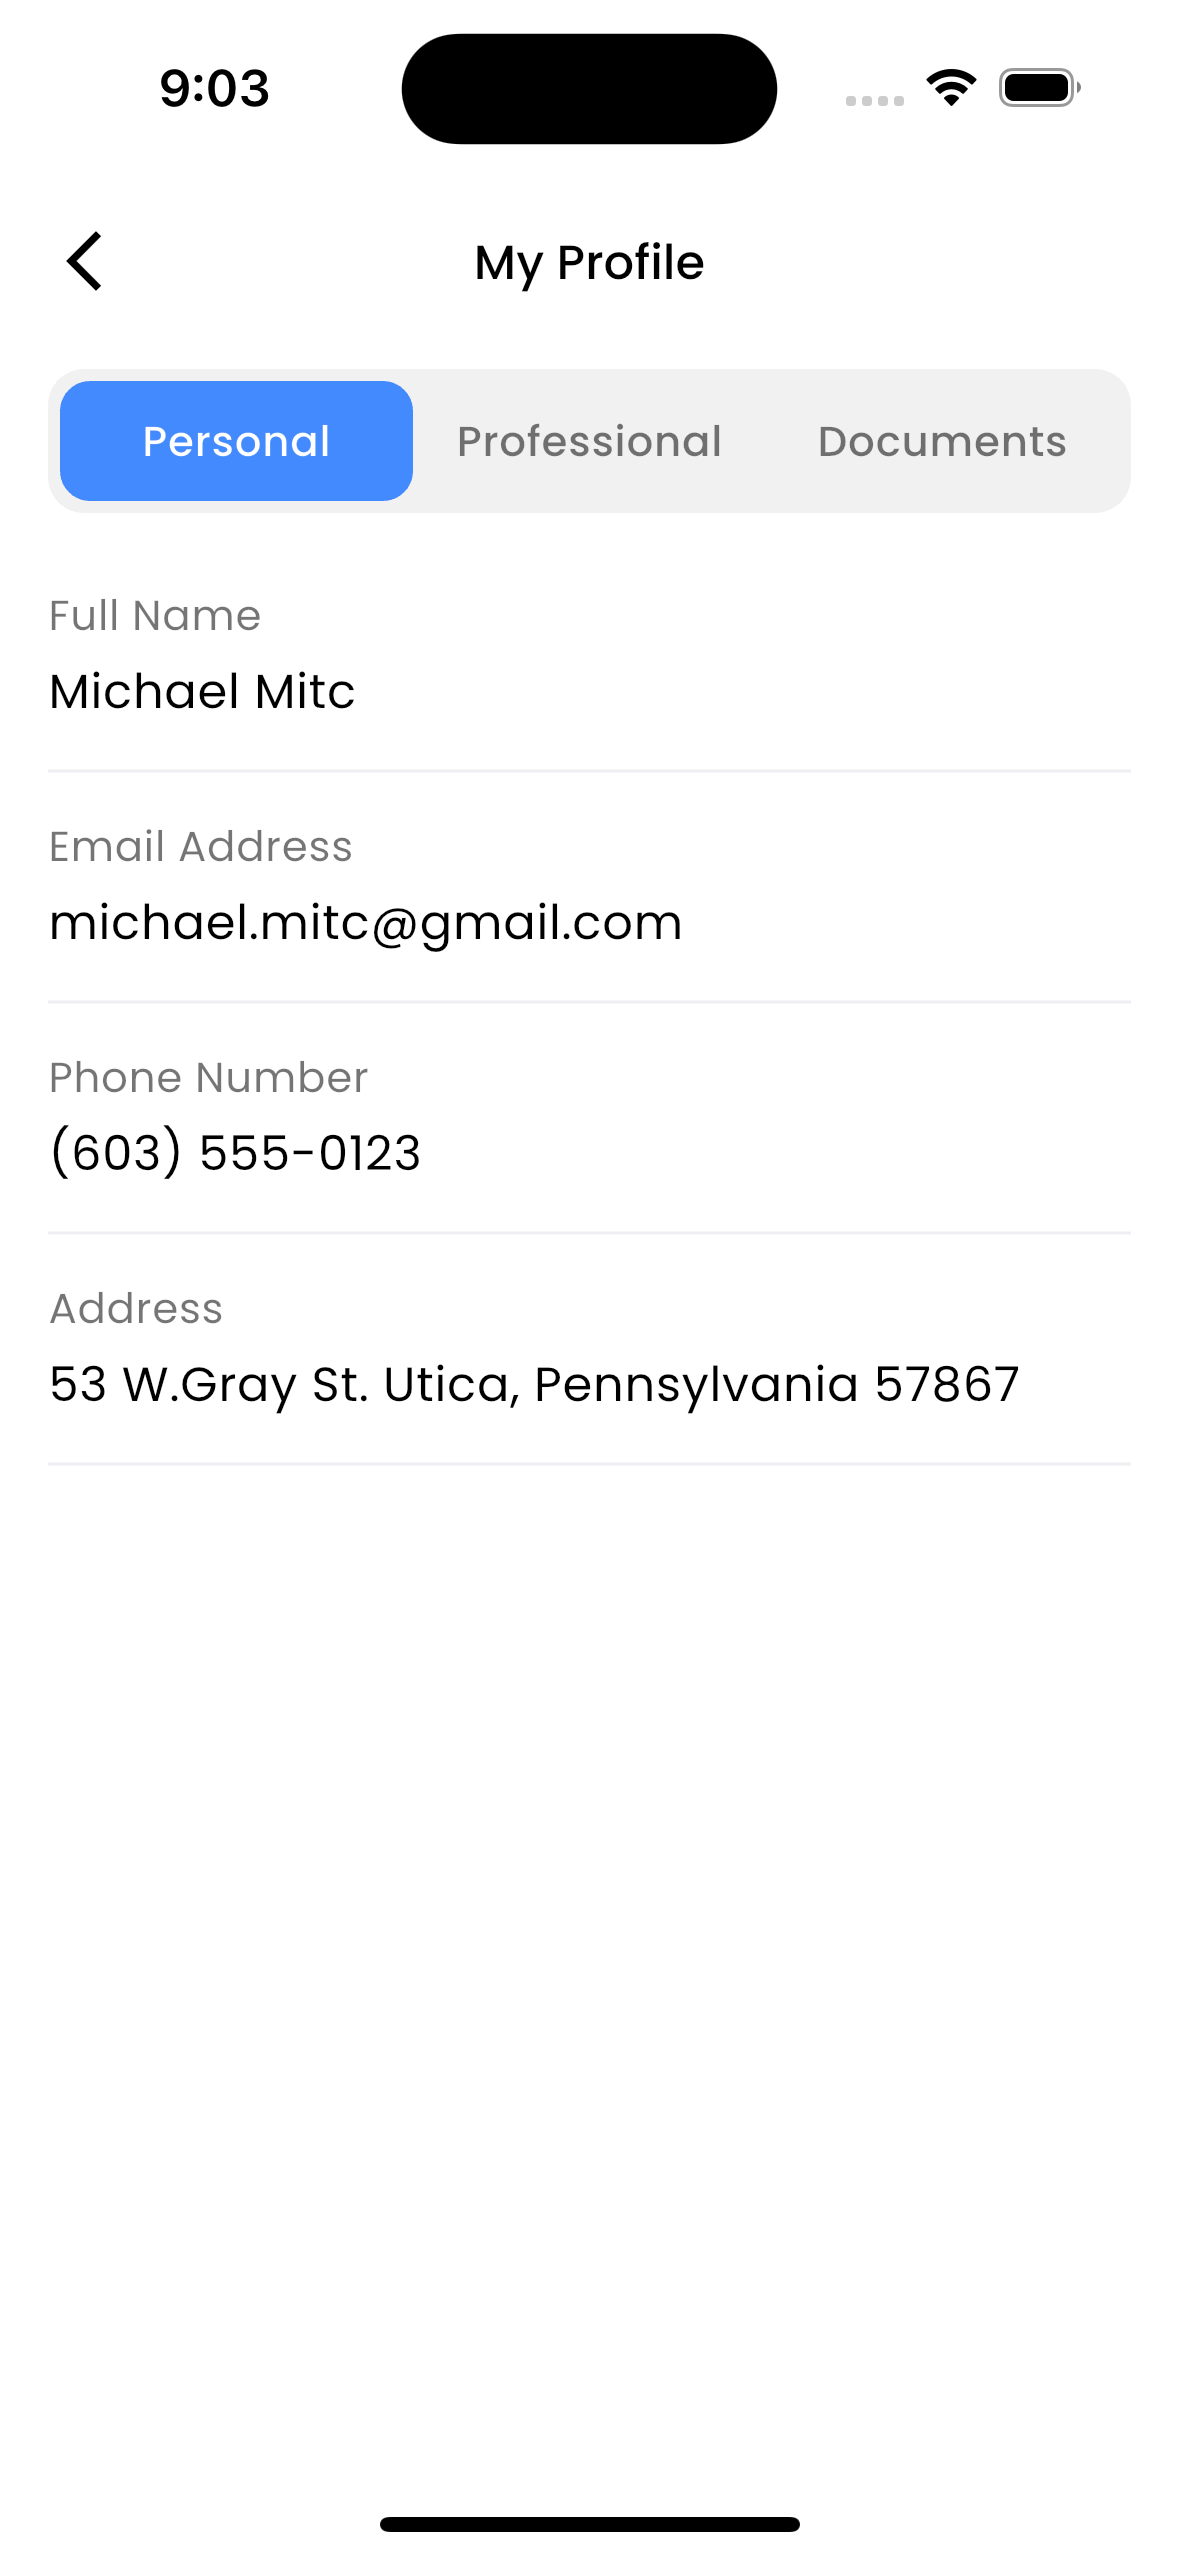 9:03
My Profile
Personal Professional Documents
Full Name
Michael Mitc
Email Address
michael.mitc@gmail.com
Phone Number
(603) 555-0123
Address
53 W.Gray St. Utica, Pennsylvania 57867